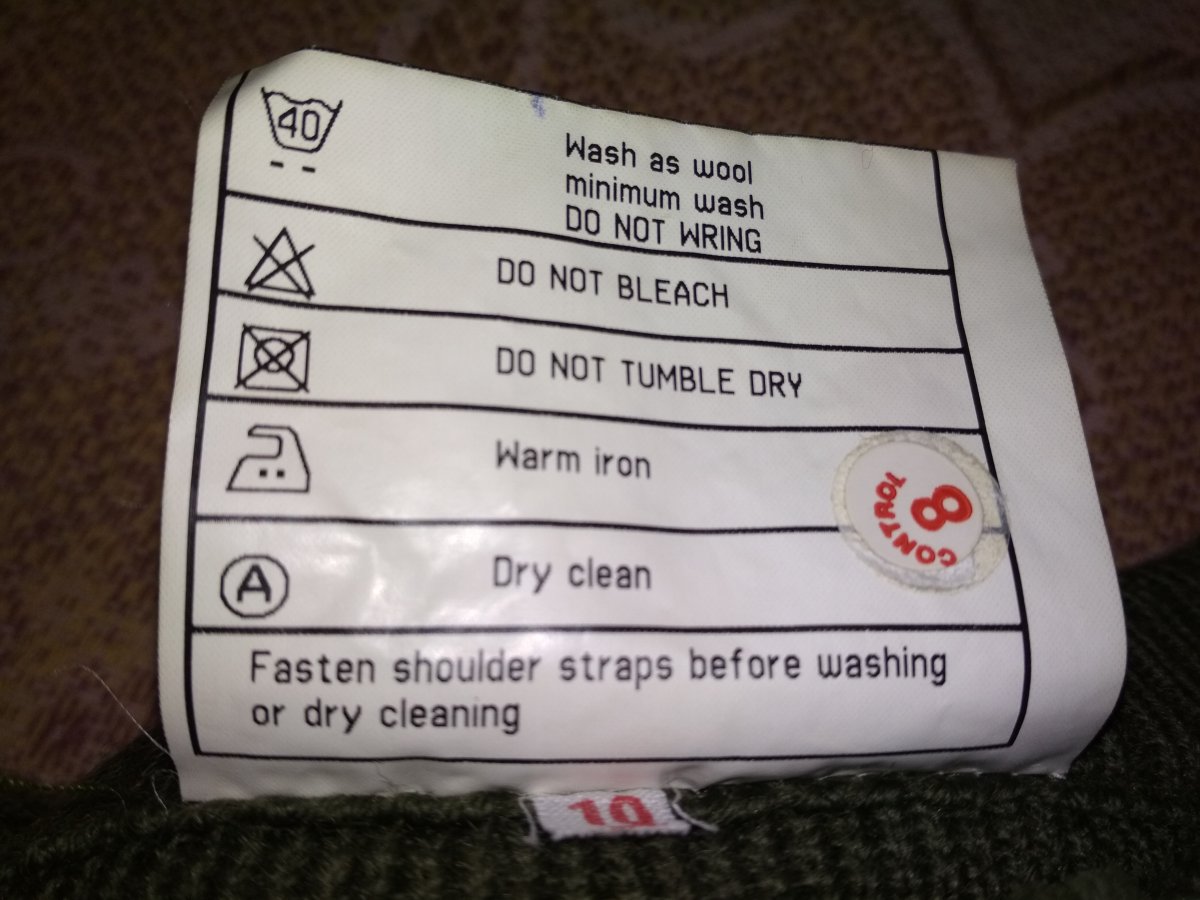 40
Wash as wool
minimum wash
DO NOT WRING
DO NOT BLEACH
DO NOT TUMBLE DRY
Warm iron
CONTROL
8
A
Dry clean
Fasten shoulder straps before washing
or dry cleaning
10